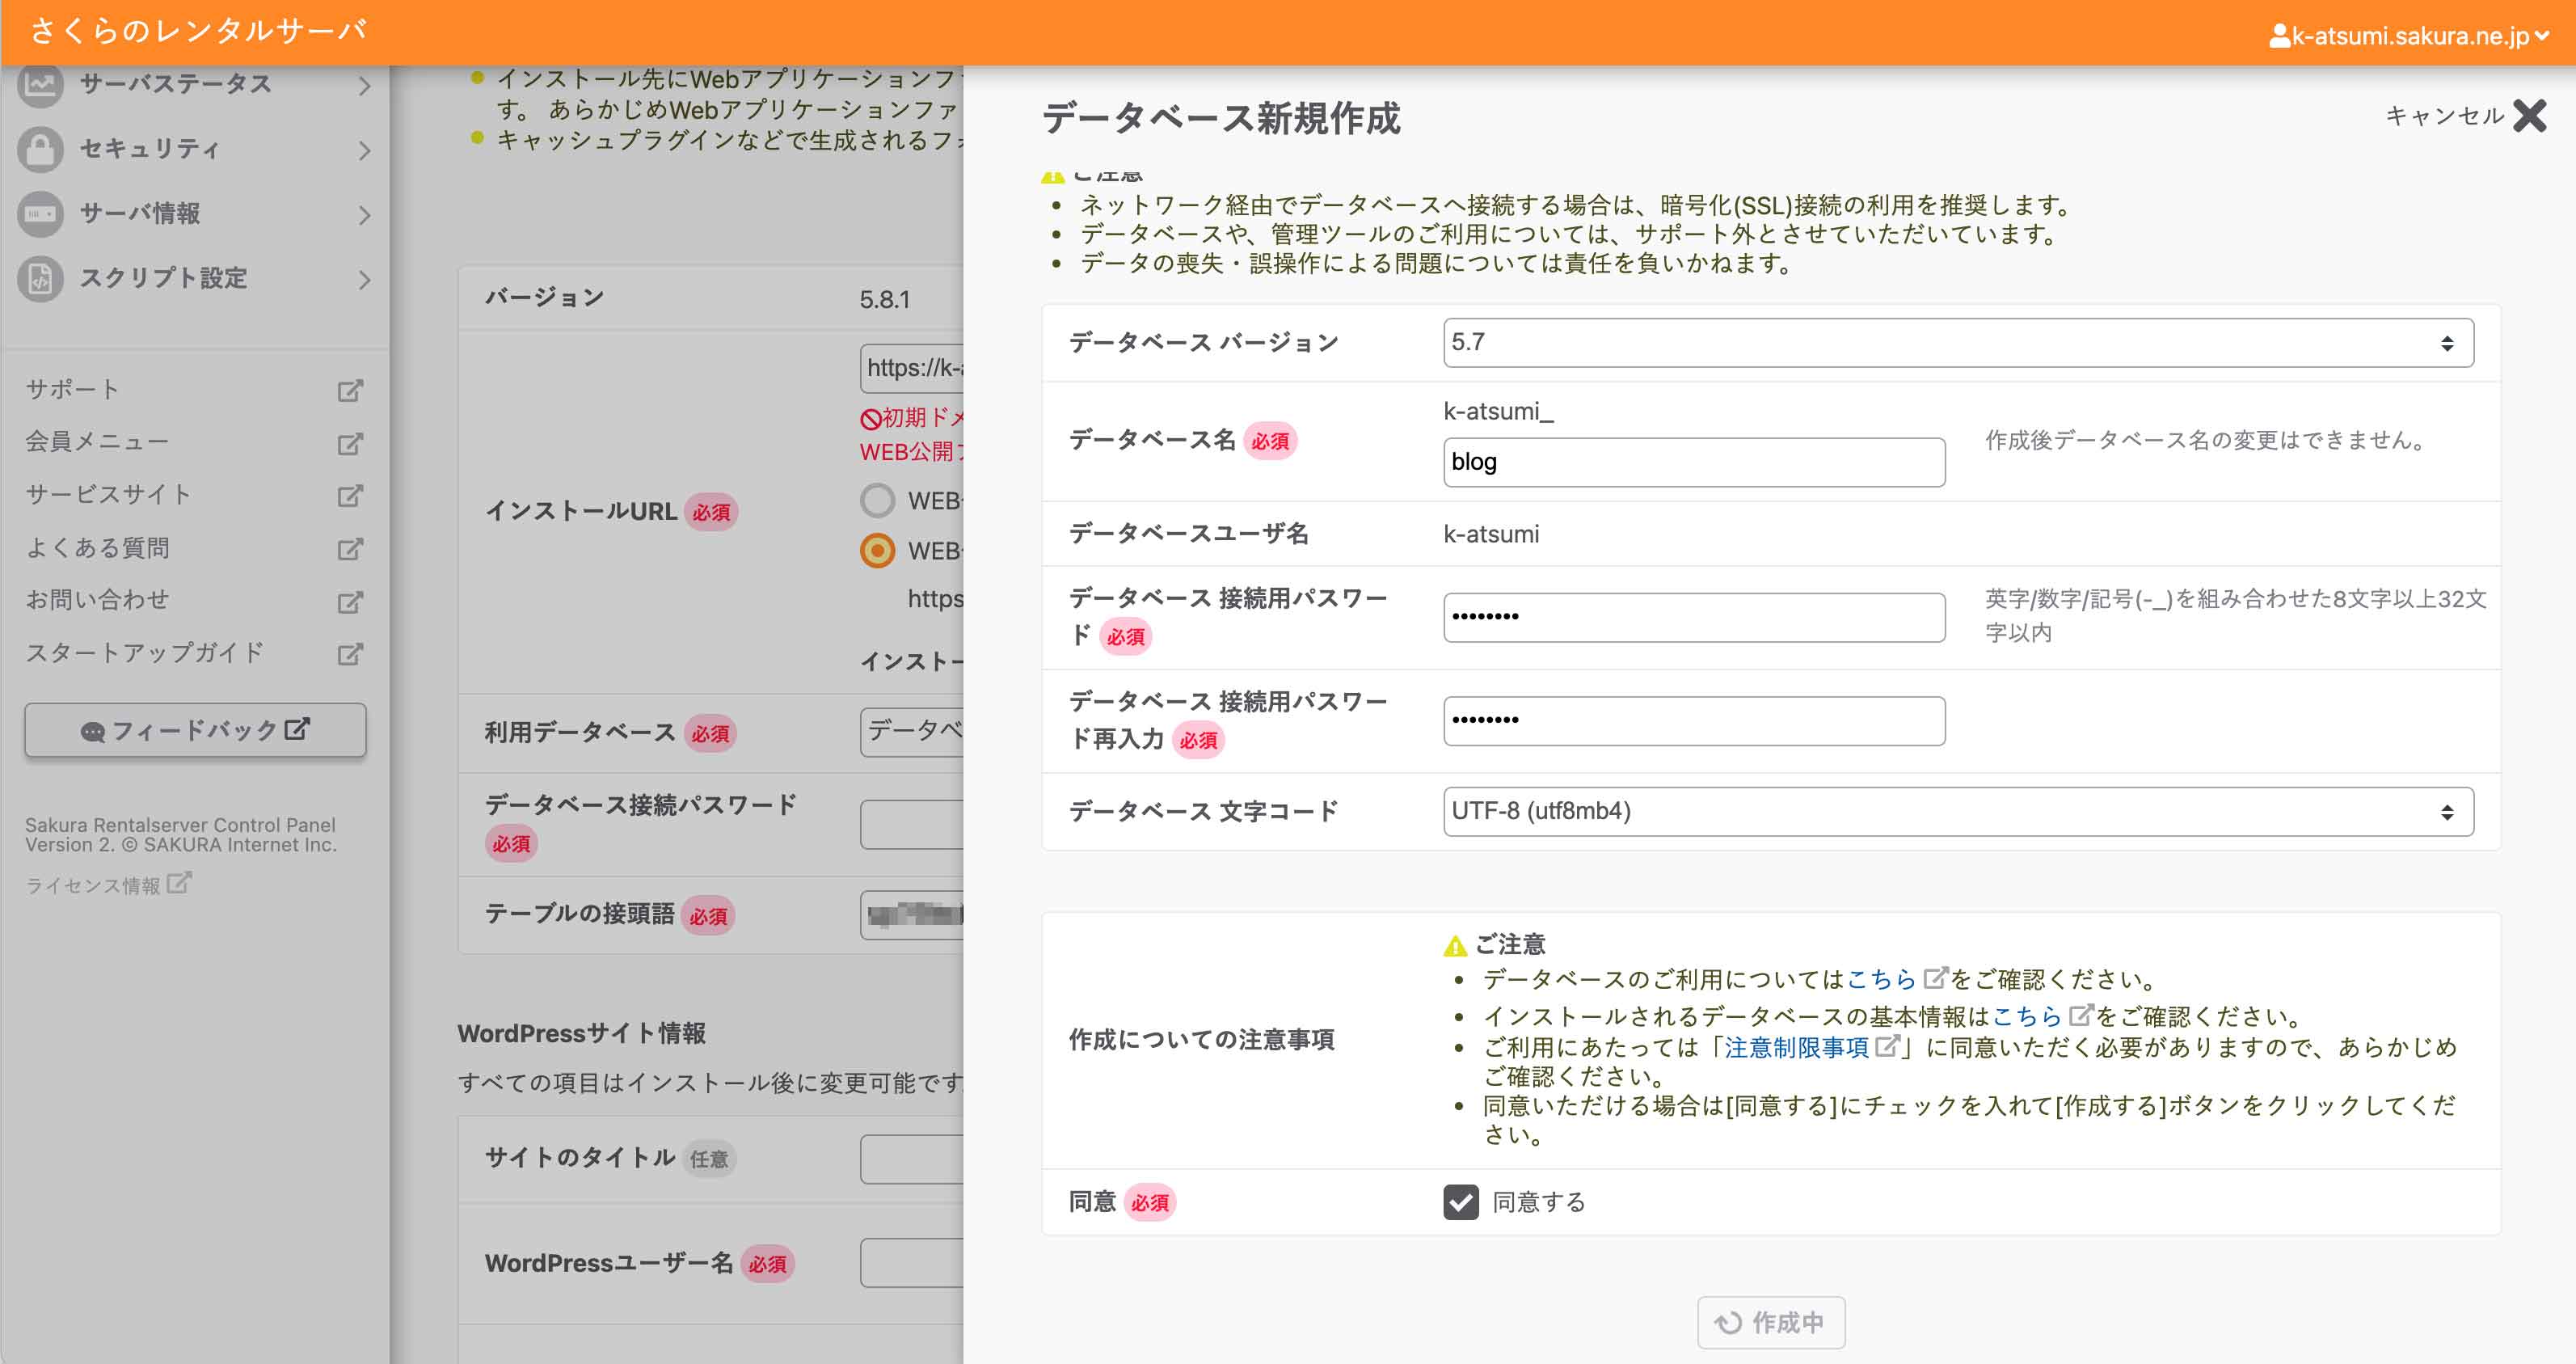 さくらのレンタルサーバ
k-atsumi.sakura.ne.jp
サーバステータス
セキュリティ
サーバ情報
スクリプト設定
サポート
会員メニュー
サービスサイト
よくある質問
お問い合わせ
スタートアップガイド
フィードバック
Sakura Rentalserver Control Panel
Version 2. © SAKURA Internet Inc.
ライセンス情報
インストール先にWebアプリケーションフ
す。 あらかじめWebアプリケーションファ
キャッシュプラグインなどで生成されるフォ
バージョン
5.8.1
インストールURL 必須
https://k-
初期ドメ
WEB公開
WEB
WEB
https
インストー
利用データベース 必須
データベ
データベース接続パスワード
必須
テーブルの接頭語 必須
WordPressサイト情報
すべての項目はインストール後に変更可能です
サイトのタイトル 任意
WordPressユーザー名 必須
データベース新規作成
キャンセル
ご注意
ネットワーク経由でデータベースへ接続する場合は、暗号化(SSL)接続の利用を推奨します。
データベースや、管理ツールのご利用については、サポート外とさせていただいています。
データの喪失・誤操作による問題については責任を負いかねます。
データベース バージョン
5.7
データベース名 必須
k-atsumi_
blog
作成後データベース名の変更はできません。
データベースユーザ名
k-atsumi
データベース 接続用パスワー
ド 必須
••••••••
英字/数字/記号(-_)を組み合わせた8文字以上32文
字以内
データベース 接続用パスワー
ド再入力 必須
••••••••
データベース 文字コード
UTF-8 (utf8mb4)
作成についての注意事項
ご注意
データベースのご利用についてはこちら をご確認ください。
インストールされるデータベースの基本情報はこちら をご確認ください。
ご利用にあたっては「注意制限事項 」に同意いただく必要がありますので、あらかじめ
ご確認ください。
同意いただける場合は[同意する]にチェックを入れて[作成する]ボタンをクリックしてくだ
さい。
同意 必須
同意する
作成中